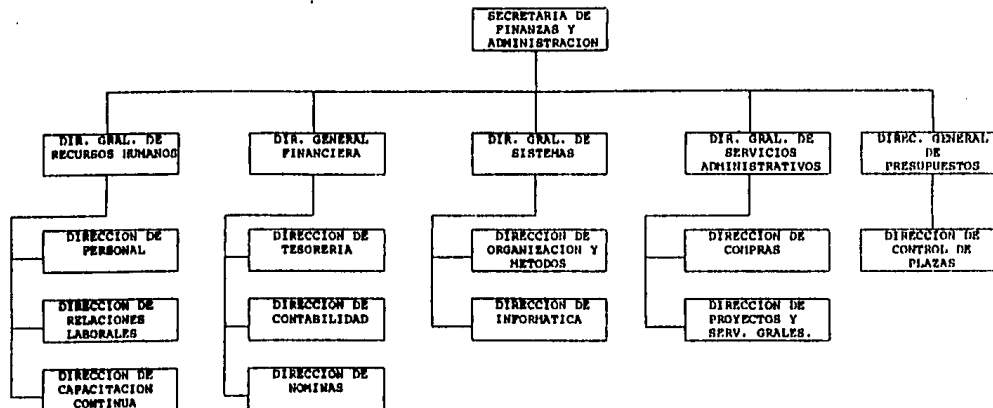 SECRETARIA DE
FINANZAS Y
ADMINISTRACION
DIR. GRAL. DE
RECURSOS HUMANOS
DIR. GENERAL
FINANCIERA
DIR. GRAL. DE
SISTEMAS
DIR. GRAL. DE
SERVICIOS
ADMINISTRATIVOS
DIREC. GENERAL
DE
PRESUPUESTOS
DIRECCION DE
PERSONAL
DIRECCION DE
TESORERIA
DIRECCION DE
ORGANIZACION Y
METODOS
DIRECCION DE
COMPRAS
DIRECCION DE
CONTROL DE
PLAZAS
DIRECCION DE
RELACIONES
LABORALES
DIRECCION DE
CONTABILIDAD
DIRECCION DE
INFORMATICA
DIRECCION DE
PROYECTOS Y
SERV. GRALES.
DIRECCION DE
CAPACITACION
CONTINUA
DIRECCION DE
NOMINAS